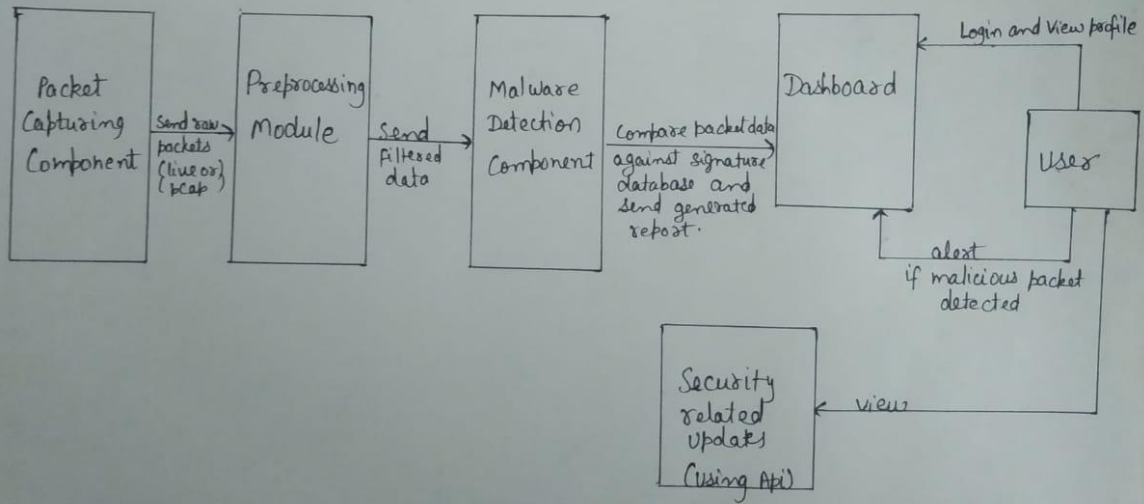 Packet
Capturing
Component
Send raw
packets
(live or)
(pcap)
Preprocessing
Module
Send
filtered
data
Malware
Detection
Component
Compare packet data
against signature
database and
send generated
report.
Dashboard
Login and View profile
User
alert
if malicious packet
detected
Security
related
updates
(Using Api)
view